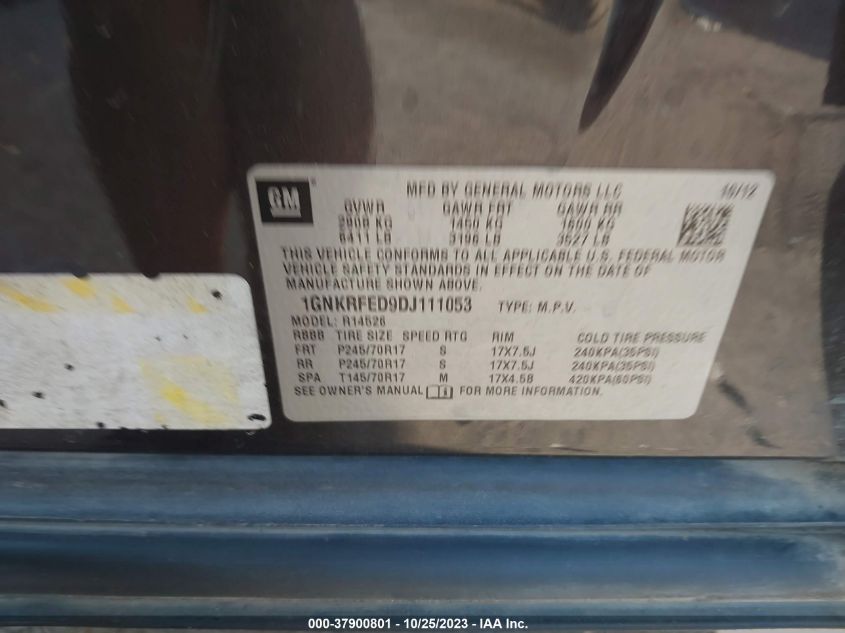 GM
MFD BY GENERAL MOTORS LLC 10/12
GVWR GAWR FRT GAWR RR
2908 KG 1450 KG 1600 KG
6411 LB 3196 LB 3527 LB
THIS VEHICLE CONFORMS TO ALL APPLICABLE U.S. FEDERAL MOTOR
VEHICLE SAFETY STANDARDS IN EFFECT ON THE DATE OF
MANUFACTURE SHOWN ABOVE.
1GNKRFED9DJ111053 TYPE: M.P.V.
MODEL: R14526
RBBB TIRE SIZE SPEED RTG RIM COLD TIRE PRESSURE
FRT P245/70R17 S 17X7.5J 240KPA(35PSI)
RR P245/70R17 S 17X7.5J 240KPA(35PSI)
SPA T145/70R17 M 17X4.5B 420KPA(60PSI)
SEE OWNER'S MANUAL FOR MORE INFORMATION.
000-37900801 - 10/25/2023 - IAA Inc.